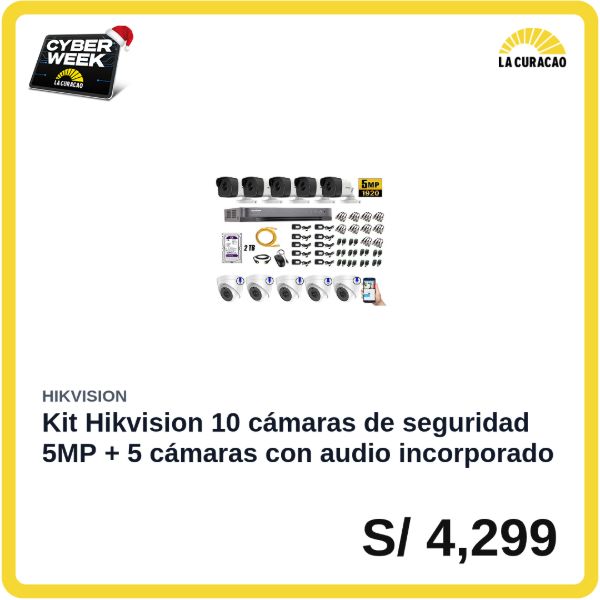 CYBER
WEEK
LA CURACAO
LA CURACAO
5MP
1920
2 TB
HIKVISION
Kit Hikvision 10 cámaras de seguridad
5MP + 5 cámaras con audio incorporado
S/ 4,299